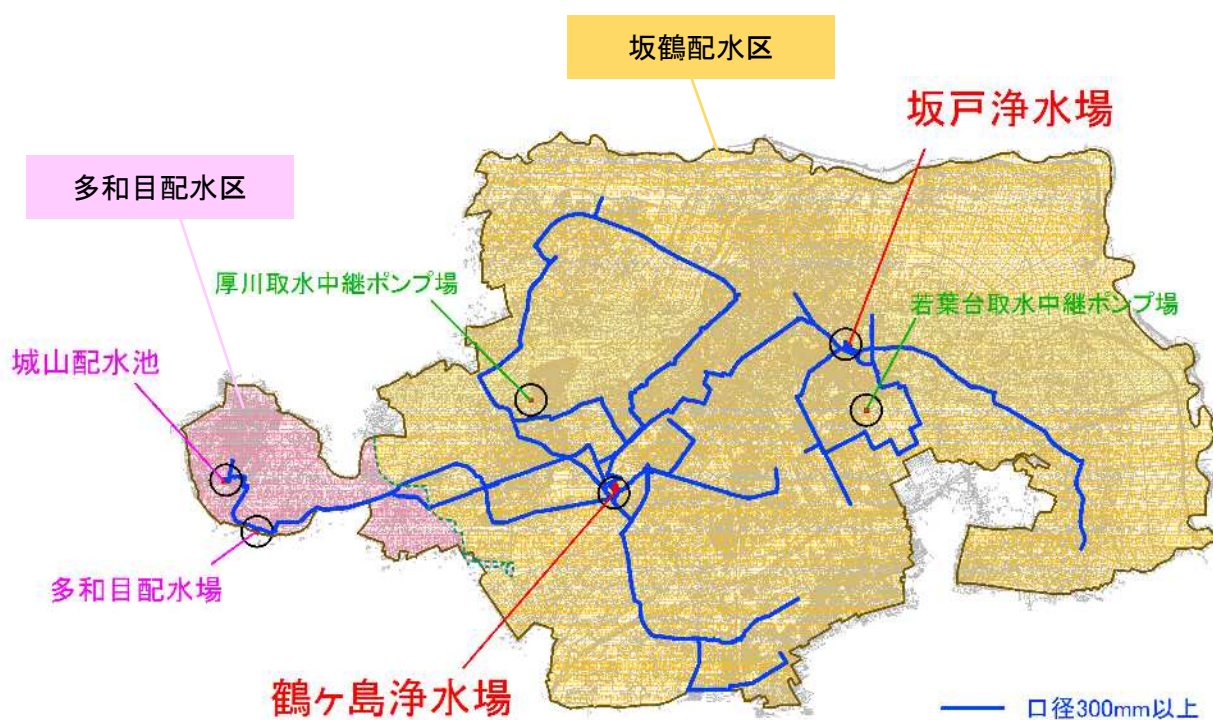 坂鶴配水区
坂戸浄水場
多和目配水区
厚川取水中継ポンプ場
若葉台取水中継ポンプ場
城山配水池
多和目配水場
鶴ヶ島浄水場
口径300mm以上